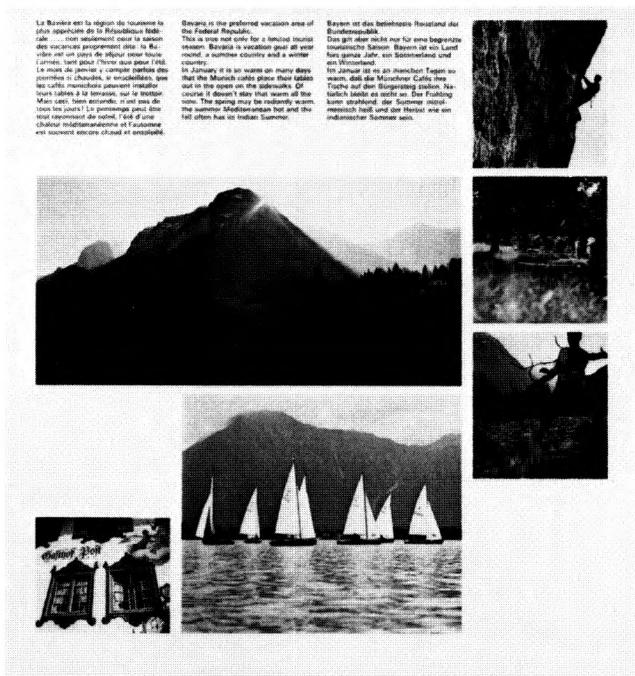 La Bavière est la région de tourisme la
plus appréciée de la République fédé-
rale . . . . non seulement pour la saison
des vacances proprement dite: la Ba-
vière est un pays de séjour pour toute
l'année, tant pour l'hiver que pour l'été.
Le mois de janvier y compte parfois des
journées si chaudes, si ensoleillées, que
les cafés munichois peuvent installer
leurs tables à la terrasse, sur le trottoir.
Mais ceci, bien entendu, n'est pas de
tous les jours! Le printemps peut être
tout rayonnant de soleil, l'été d'une
chaleur méditerranéenne et l'automne
est souvent encore chaud et ensoleillé.
Bavaria is the preferred vacation area of
the Federal Republic.
This is true not only for a limited tourist
season. Bavaria is vacation goal all year
round, a summer country and a winter
country.
In January it is so warm on many days
that the Munich cafés place their tables
out in the open on the sidewalks. Of
course it doesn't stay that warm all the
time. The spring may be radiantly warm,
the summer Mediterranean hot and the
fall often has its Indian Summer.
Bayern ist das beliebteste Reiseland der
Bundesrepublik.
Das gilt aber nicht nur für eine begrenzte
touristische Saison. Bayern ist ein Land
fürs ganze Jahr, ein Sommerland und
ein Winterland.
Im Januar ist es an manchen Tagen so
warm, daß die Münchner Cafés ihre
Tische auf den Bürgersteig stellen. Na-
türlich bleibt es nicht so. Der Frühling
kann strahlend, der Sommer mittel-
meerisch heiß und der Herbst wie ein
indianischer Sommer sein.
Gasthof Post